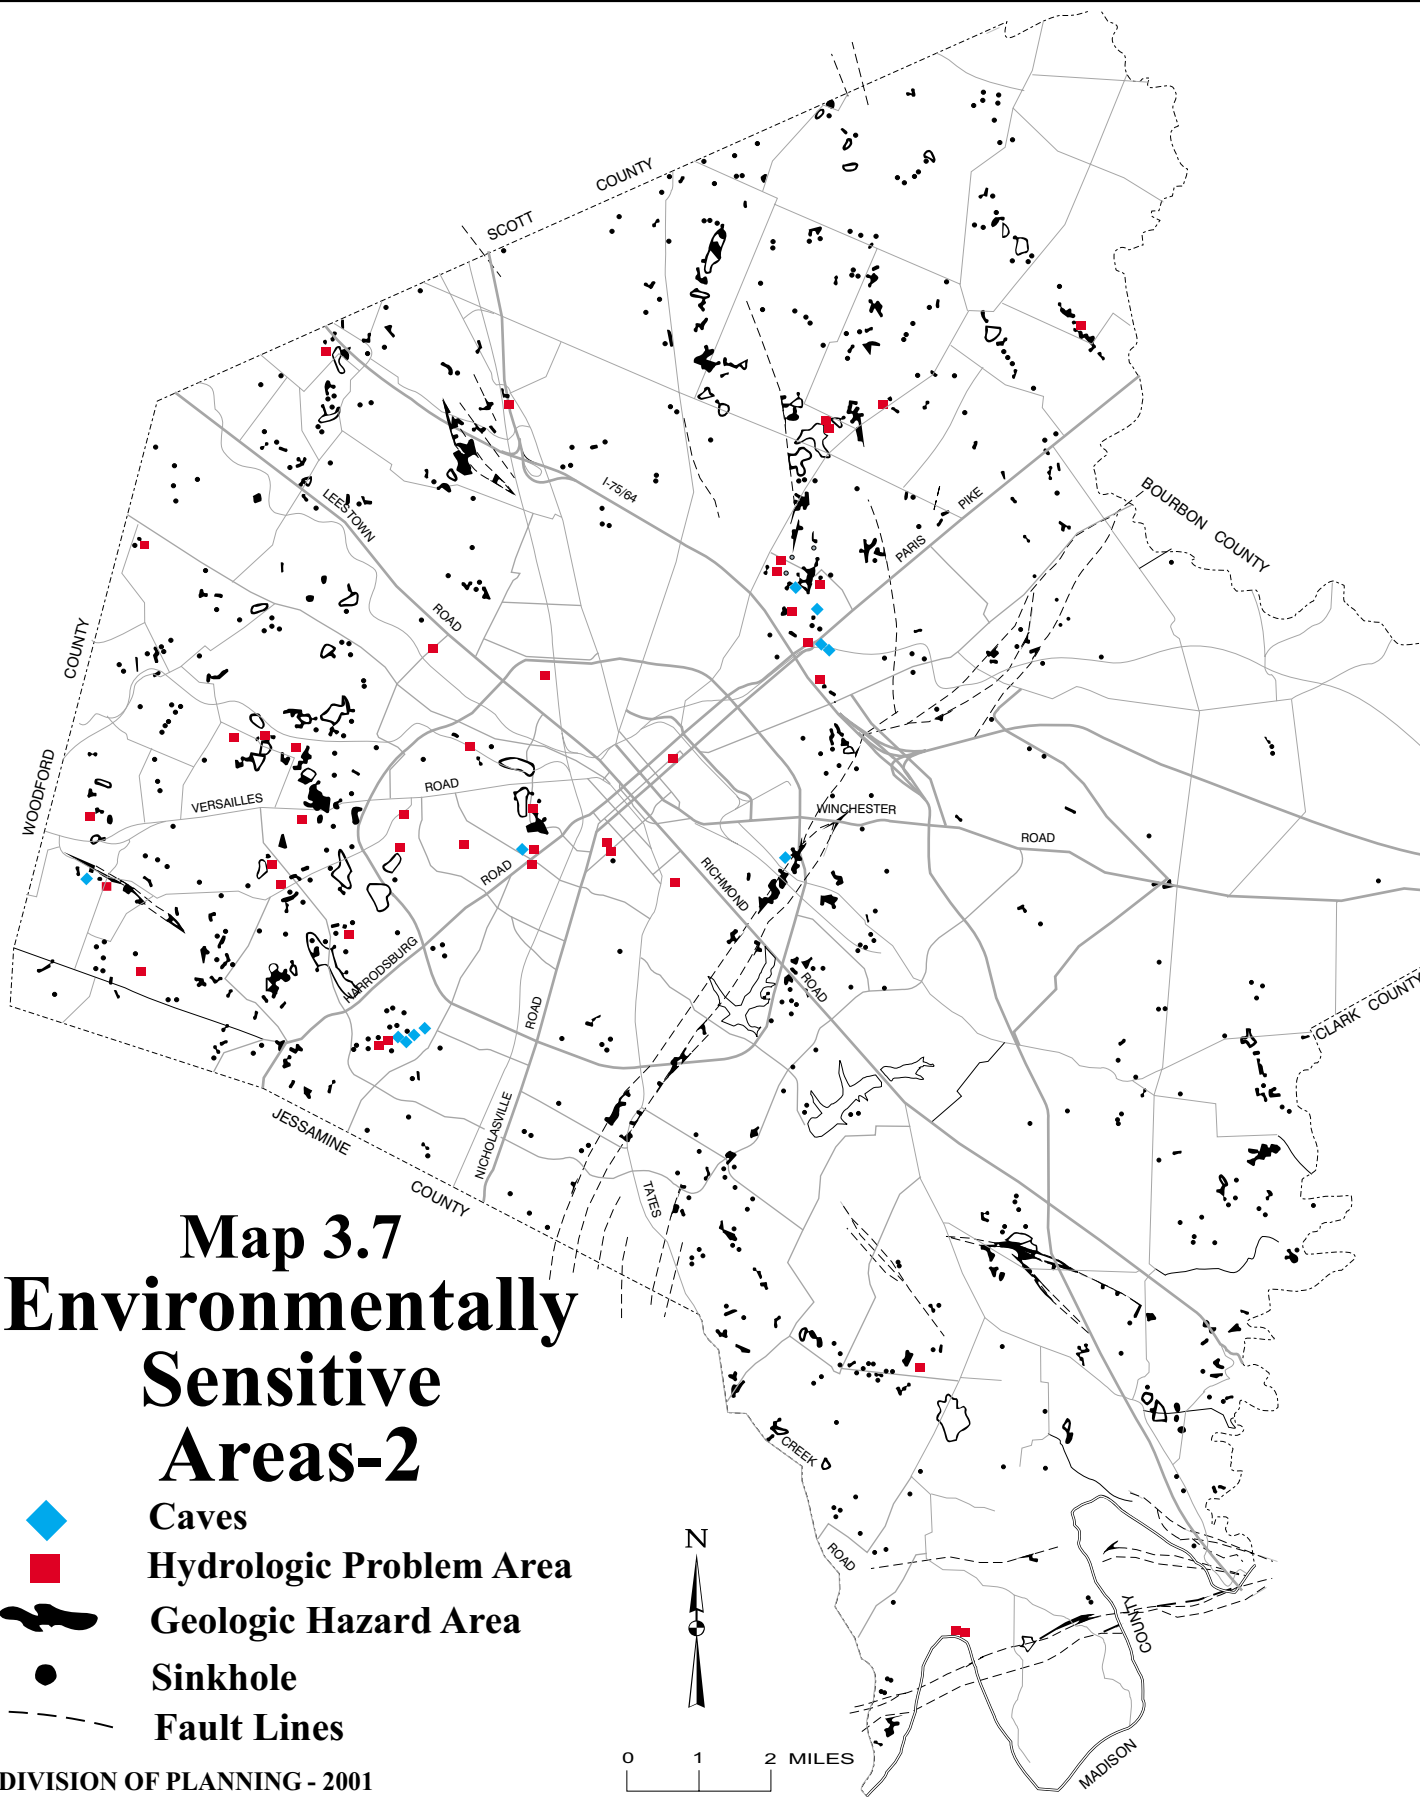 SCOTT
COUNTY
I-75/64
LEESTOWN
ROAD
PARIS
PIKE
BOURBON COUNTY
WOODFORD
COUNTY
VERSAILLES
ROAD
WINCHESTER
ROAD
RICHMOND
ROAD
HARRODSBURG
ROAD
NICHOLASVILLE
ROAD
CLARK COUNTY
JESSAMINE
COUNTY
TATES
CREEK
ROAD
MADISON
COUNTY
Map 3.7
Environmentally
Sensitive
Areas-2
Caves
Hydrologic Problem Area
Geologic Hazard Area
Sinkhole
Fault Lines
DIVISION OF PLANNING - 2001
N
0 1 2 MILES